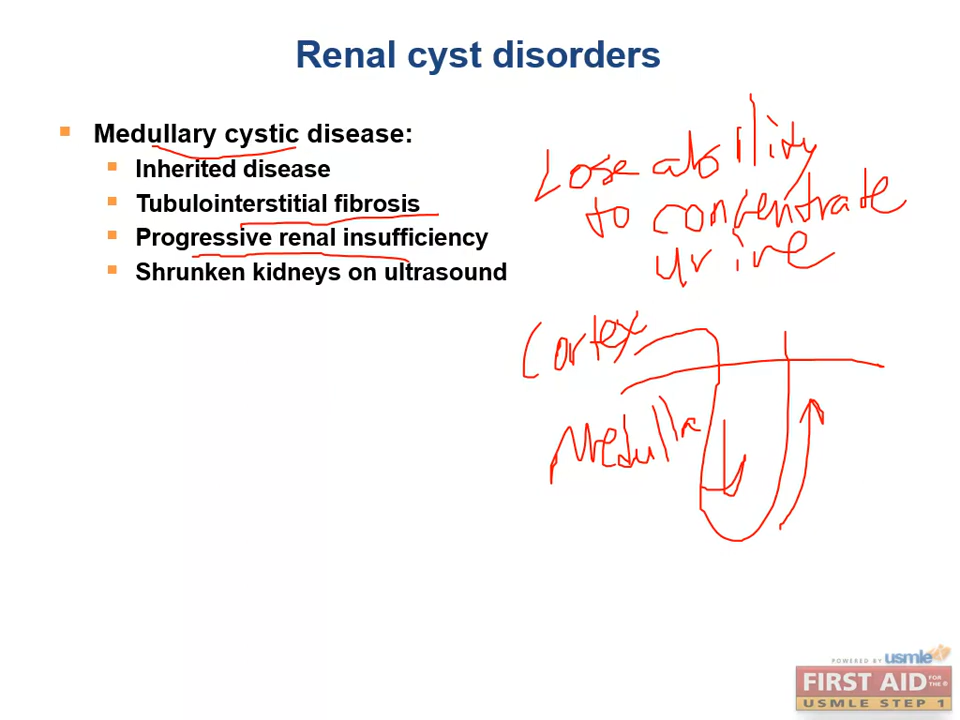 Renal cyst disorders
Medullary cystic disease:
Inherited disease
Tubulointerstitial fibrosis
Progressive renal insufficiency
Shrunken kidneys on ultrasound
Lose ability
to concentrate
urine
Cortex
Medulla
POWERED BY usmle
FIRST AID FOR THE®
USMLE STEP 1